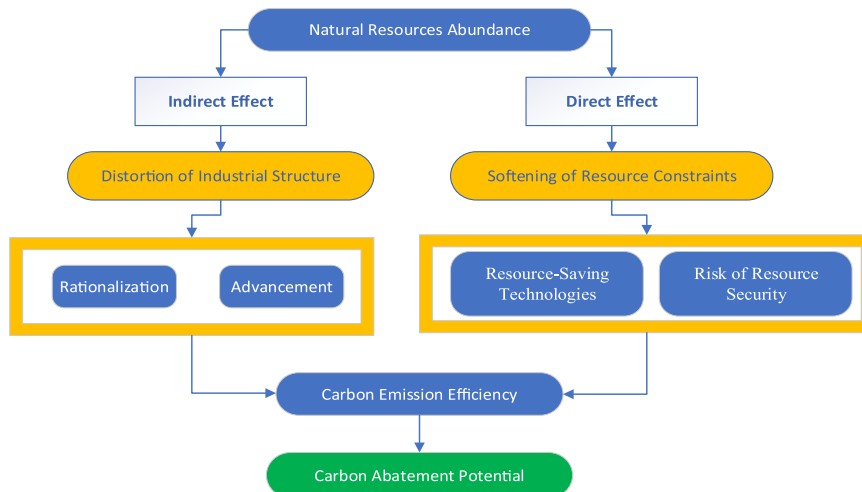 Natural Resources Abundance
Indirect Effect
Direct Effect
Distortion of Industrial Structure
Softening of Resource Constraints
Rationalization
Advancement
Resource-Saving
Technologies
Risk of Resource
Security
Carbon Emission Efficiency
Carbon Abatement Potential